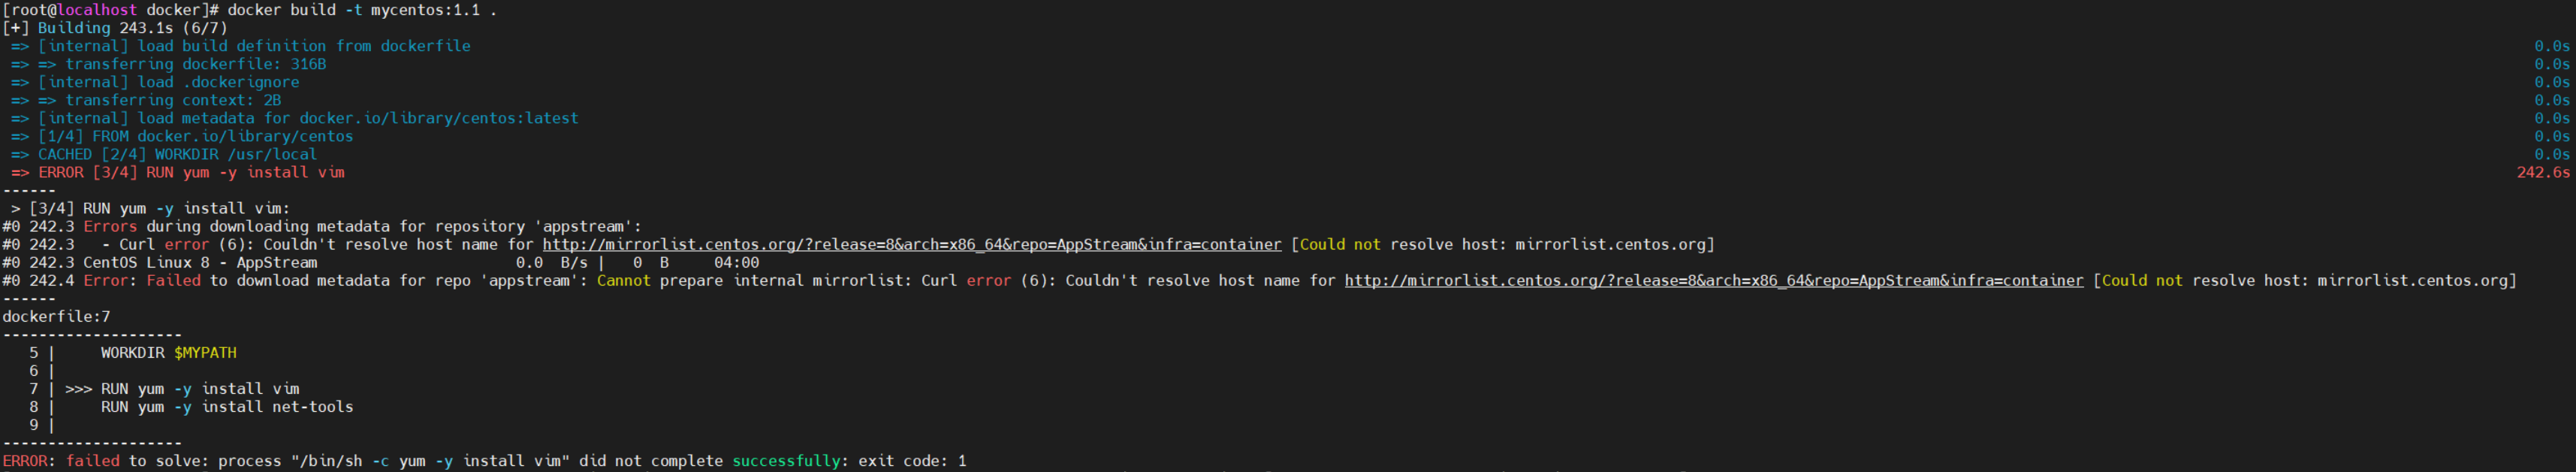 [root@localhost docker]# docker build -t mycentos:1.1 .
[+] Building 243.1s (6/7)
=> [internal] load build definition from dockerfile 0.0s
=> => transferring dockerfile: 316B 0.0s
=> [internal] load .dockerignore 0.0s
=> => transferring context: 2B 0.0s
=> [internal] load metadata for docker.io/library/centos:latest 0.0s
=> [1/4] FROM docker.io/library/centos 0.0s
=> CACHED [2/4] WORKDIR /usr/local 0.0s
=> ERROR [3/4] RUN yum -y install vim 242.6s
------
> [3/4] RUN yum -y install vim:
#0 242.3 Errors during downloading metadata for repository 'appstream':
#0 242.3   - Curl error (6): Couldn't resolve host name for http://mirrorlist.centos.org/?release=8&arch=x86_64&repo=AppStream&infra=container [Could not resolve host: mirrorlist.centos.org]
#0 242.3 CentOS Linux 8 - AppStream                      0.0  B/s |   0  B     04:00
#0 242.4 Error: Failed to download metadata for repo 'appstream': Cannot prepare internal mirrorlist: Curl error (6): Couldn't resolve host name for http://mirrorlist.centos.org/?release=8&arch=x86_64&repo=AppStream&infra=container [Could not resolve host: mirrorlist.centos.org]
------
dockerfile:7
--------------------
   5 |     WORKDIR $MYPATH
   6 |
   7 | >>> RUN yum -y install vim
   8 |     RUN yum -y install net-tools
   9 |
--------------------
ERROR: failed to solve: process "/bin/sh -c yum -y install vim" did not complete successfully: exit code: 1